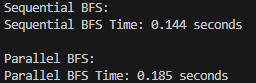 Sequential BFS:
Sequential BFS Time: 0.144 seconds
Parallel BFS:
Parallel BFS Time: 0.185 seconds